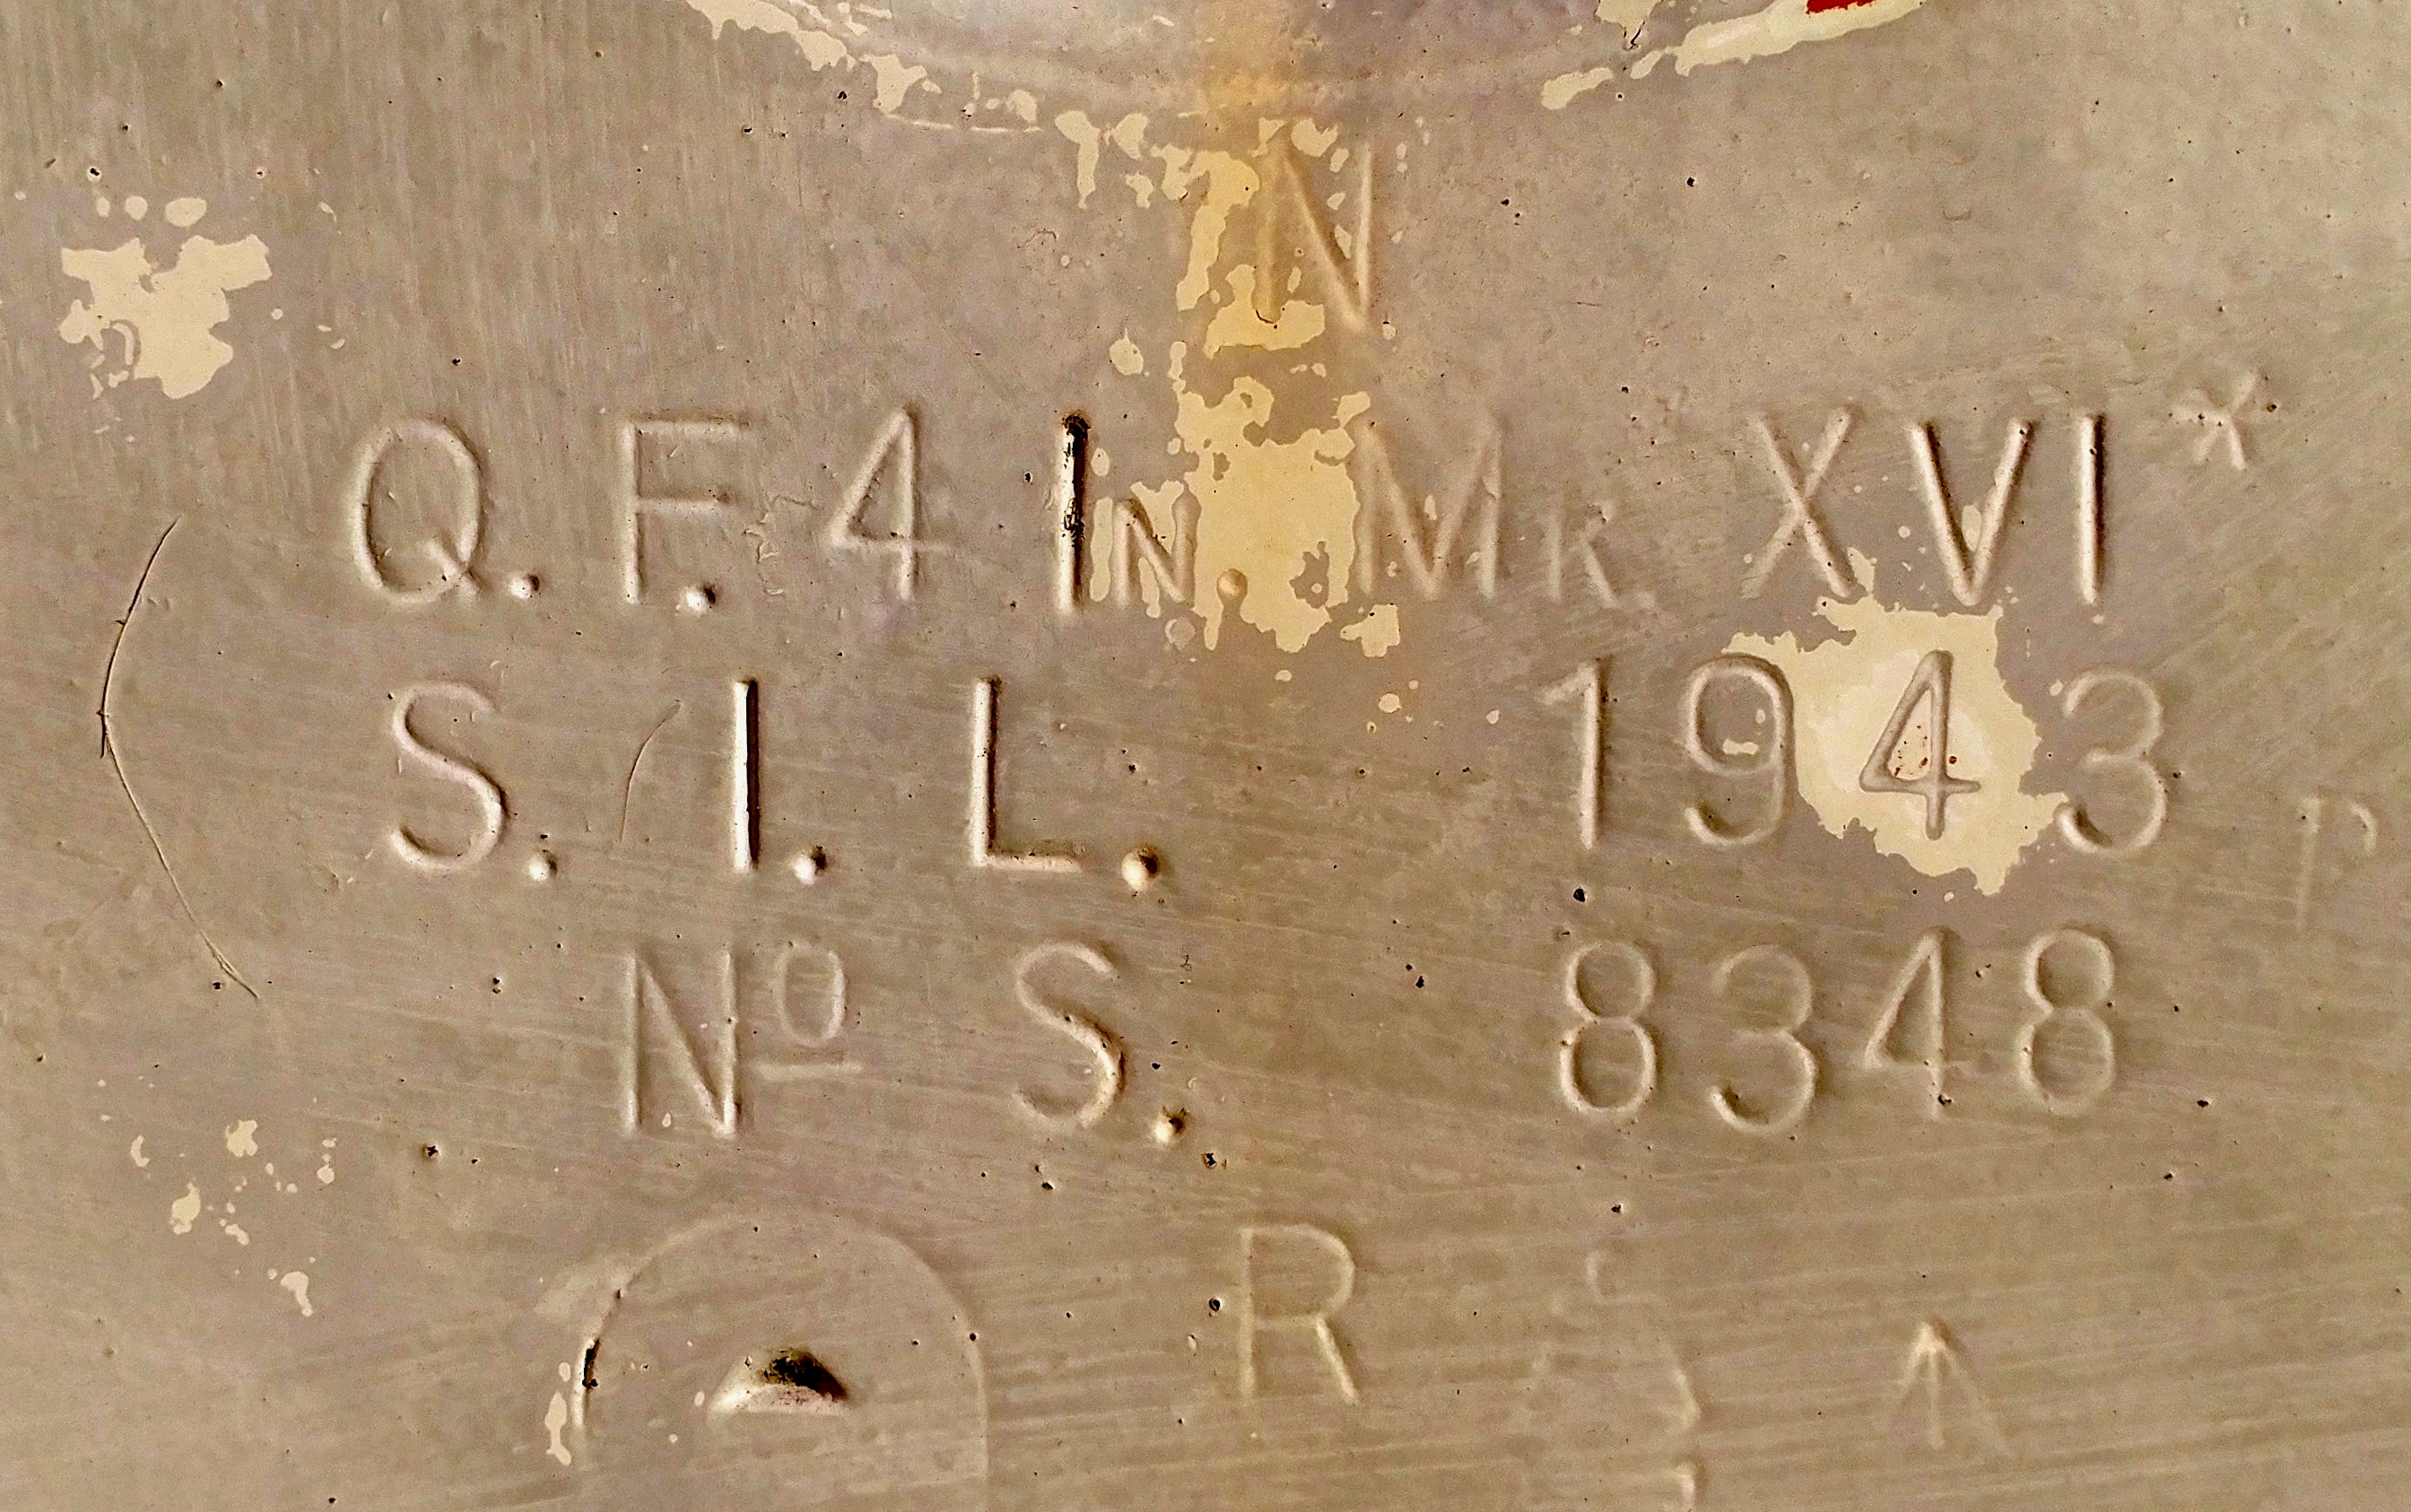 N
Q.F. 4 IN. MK XVI*
S. I. L. 1943 P
Nº S. 8348
R